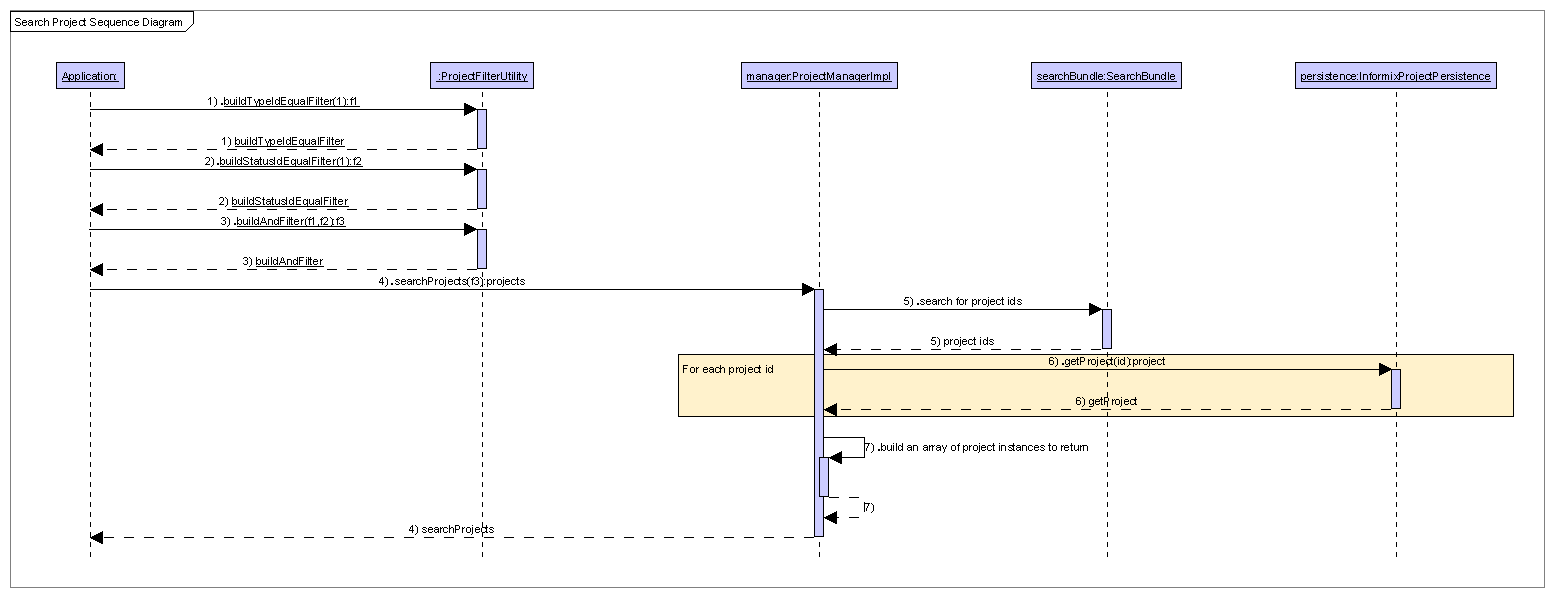 Search Project Sequence Diagram
Application:
:ProjectFilterUtility
manager:ProjectManagerImpl
searchBundle:SearchBundle
persistence:InformixProjectPersistence
1) .buildTypeIdEqualFilter(1):f1
1) buildTypeIdEqualFilter
2) .buildStatusIdEqualFilter(1):f2
2) buildStatusIdEqualFilter
3) .buildAndFilter(f1,f2):f3
3) buildAndFilter
4) .searchProjects(f3):projects
5) .search for project ids
5) project ids
6) .getProject(id):project
For each project id
6) getProject
7) .build an array of project instances to return
7)
4) searchProjects